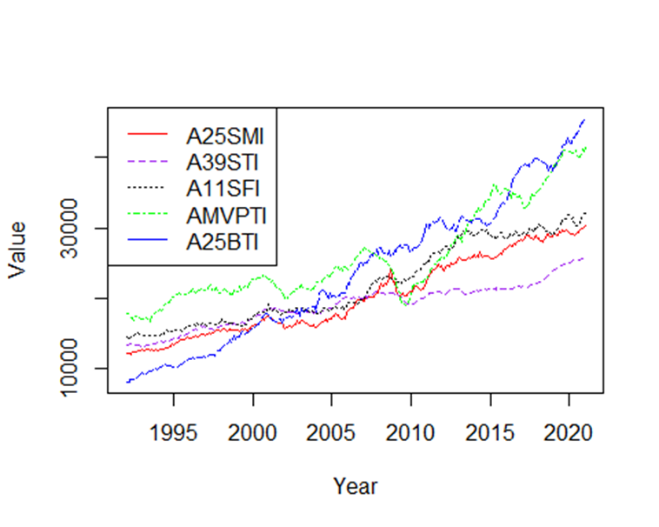 A25SMI
A39STI
A11SFI
AMVPTI
A25BTI
Value
30000
10000
1995 2000 2005 2010 2015 2020
Year